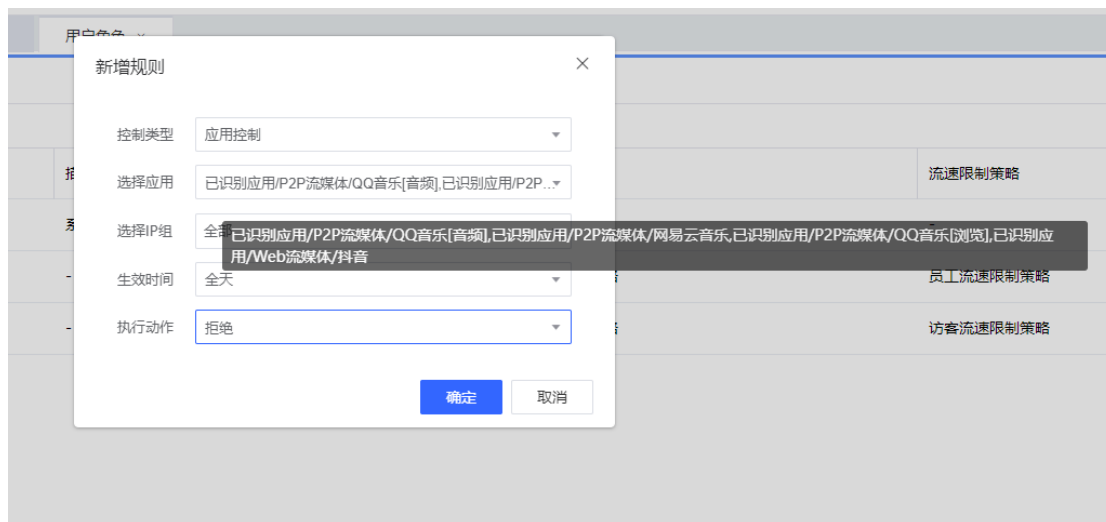 用户角色
新增规则
控制类型 应用控制
选择应用 已识别应用/P2P流媒体/QQ音乐[音频],已识别应用/P2P...
流速限制策略
选择IP组 全部
已识别应用/P2P流媒体/QQ音乐[音频],已识别应用/P2P流媒体/网易云音乐,已识别应用/P2P流媒体/QQ音乐[浏览],已识别应
用/Web流媒体/抖音
-
生效时间 全天
员工流速限制策略
-
执行动作 拒绝
访客流速限制策略
确定 取消